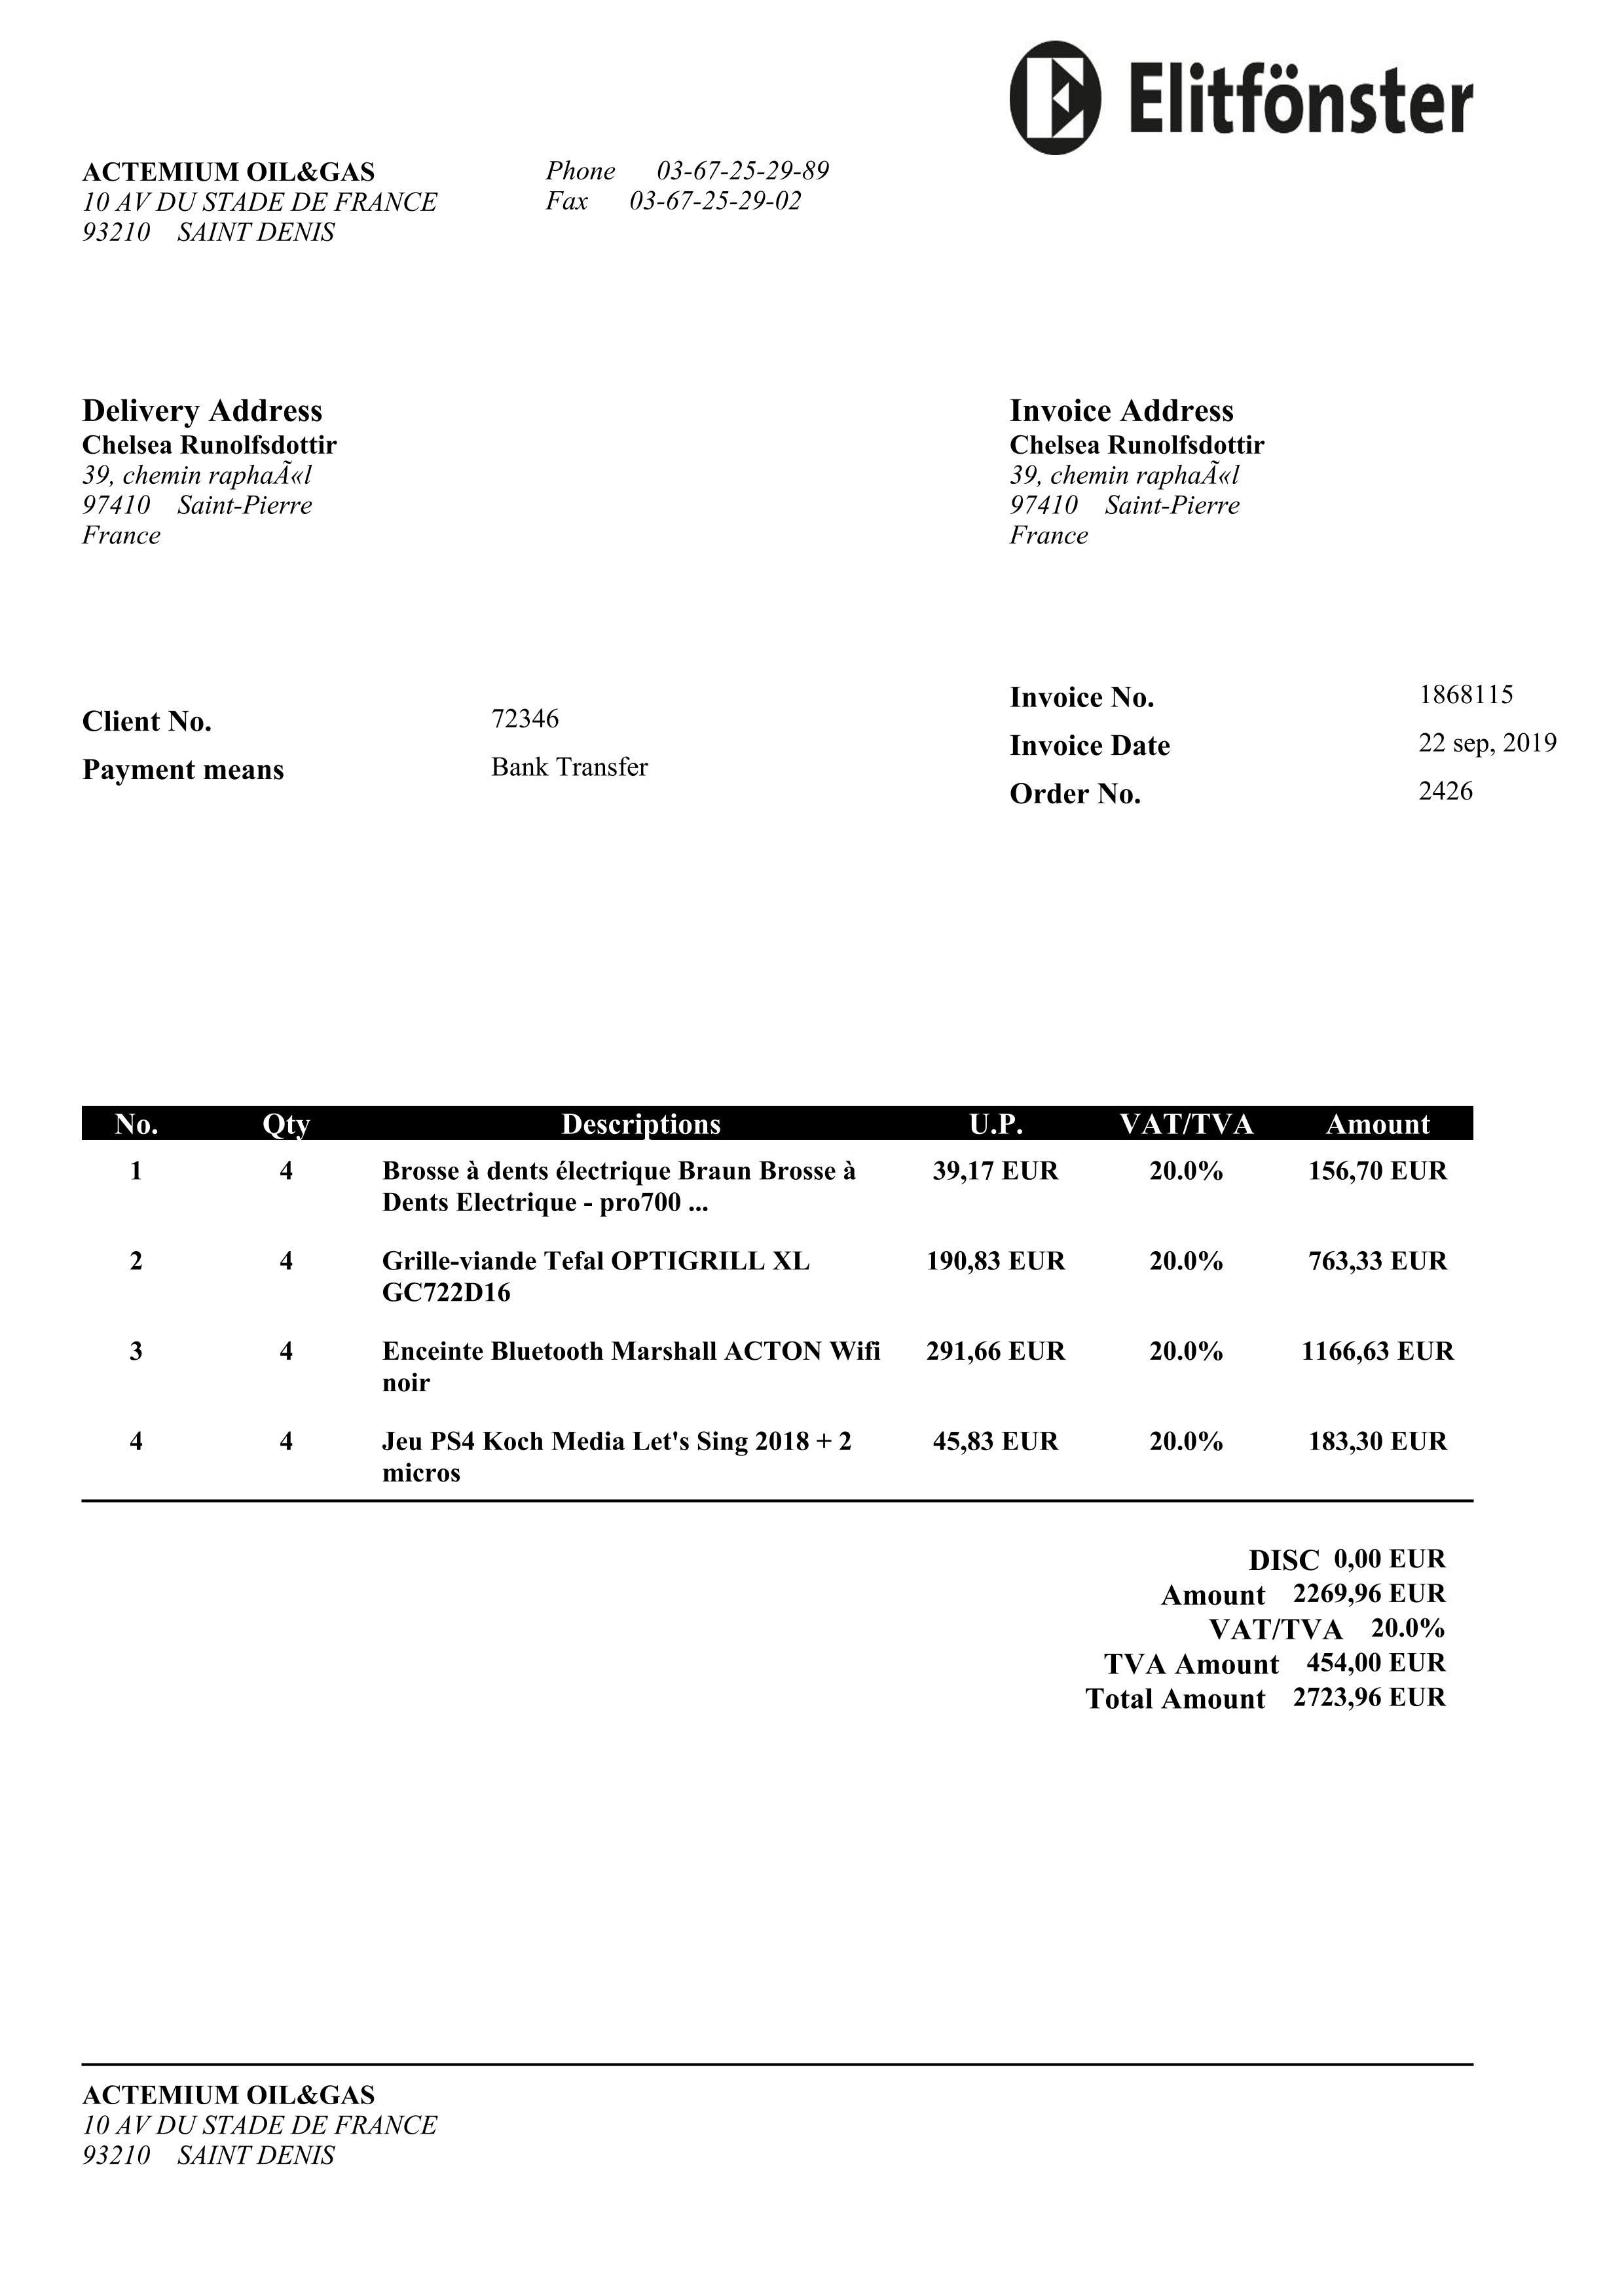 Elitfönster
ACTEMIUM OIL&GAS
10 AV DU STADE DE FRANCE
93210 SAINT DENIS
Phone 03-67-25-29-89
Fax 03-67-25-29-02
Delivery Address
Chelsea Runolfsdottir
39, chemin raphaÃ«l
97410 Saint-Pierre
France
Invoice Address
Chelsea Runolfsdottir
39, chemin raphaÃ«l
97410 Saint-Pierre
France
Client No. 72346
Payment means Bank Transfer
Invoice No. 1868115
Invoice Date 22 sep, 2019
Order No. 2426
No. Qty Descriptions U.P. VAT/TVA Amount
1 4 Brosse à dents électrique Braun Brosse à 39,17 EUR 20.0% 156,70 EUR
Dents Electrique - pro700 ...
2 4 Grille-viande Tefal OPTIGRILL XL 190,83 EUR 20.0% 763,33 EUR
GC722D16
3 4 Enceinte Bluetooth Marshall ACTON Wifi 291,66 EUR 20.0% 1166,63 EUR
noir
4 4 Jeu PS4 Koch Media Let's Sing 2018 + 2 45,83 EUR 20.0% 183,30 EUR
micros
DISC 0,00 EUR
Amount 2269,96 EUR
VAT/TVA 20.0%
TVA Amount 454,00 EUR
Total Amount 2723,96 EUR
ACTEMIUM OIL&GAS
10 AV DU STADE DE FRANCE
93210 SAINT DENIS